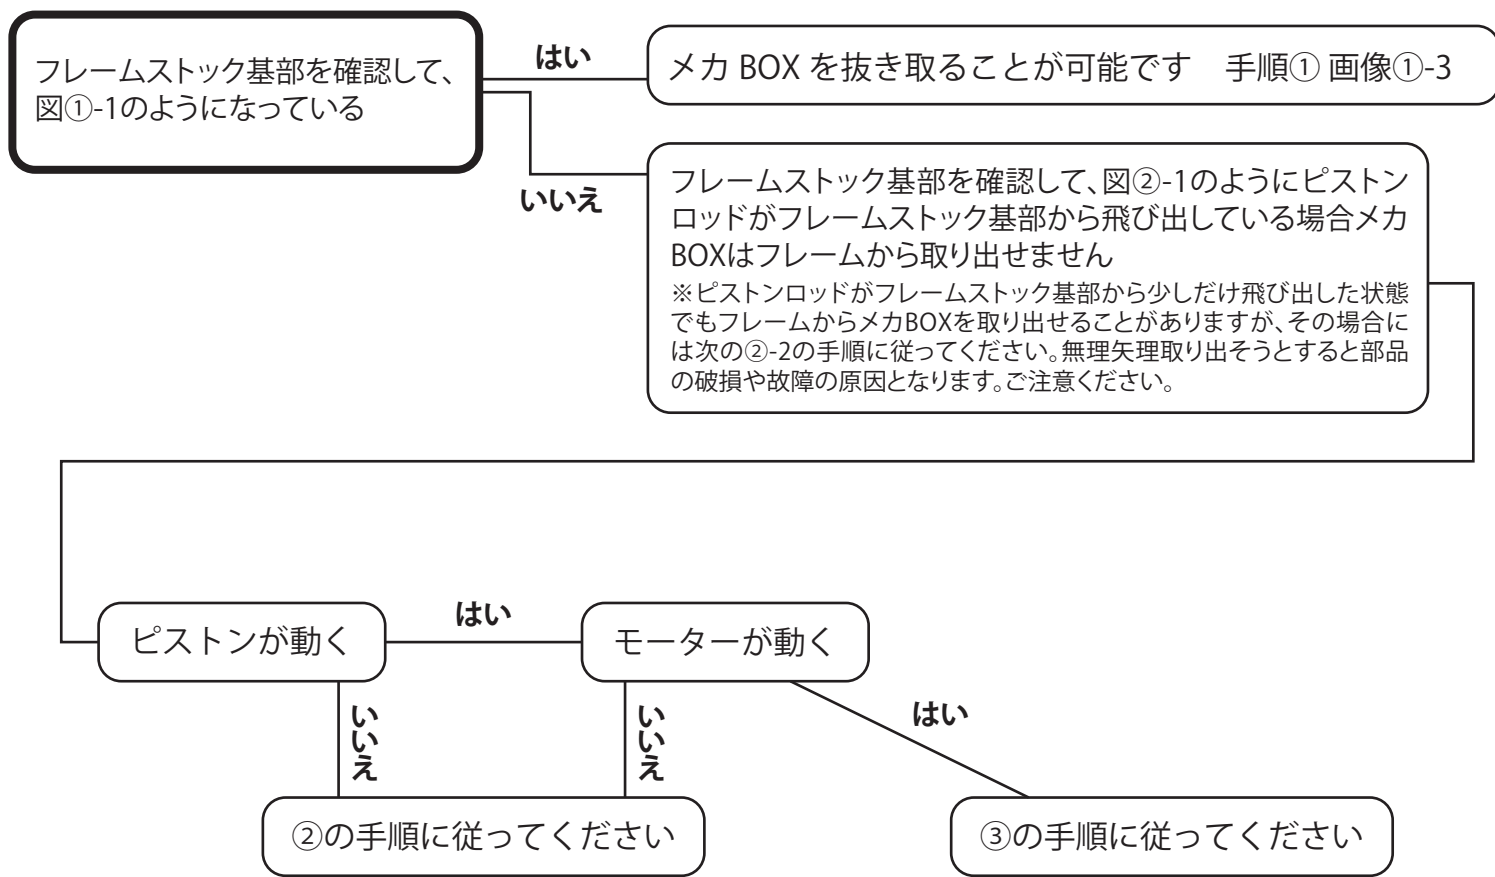 フレームストック基部を確認して、
図①-1のようになっている
はい
メカ BOX を抜き取ることが可能です　手順① 画像①-3
いいえ
フレームストック基部を確認して、図②-1のようにピストン
ロッドがフレームストック基部から飛び出している場合メカ
BOXはフレームから取り出せません
※ピストンロッドがフレームストック基部から少しだけ飛び出した状態
でもフレームからメカBOXを取り出せることがありますが、その場合に
は次の②-2の手順に従ってください。無理矢理取り出そうとすると部品
の破損や故障の原因となります。ご注意ください。
ピストンが動く
はい
モーターが動く
いいえ
いいえ
はい
②の手順に従ってください
③の手順に従ってください